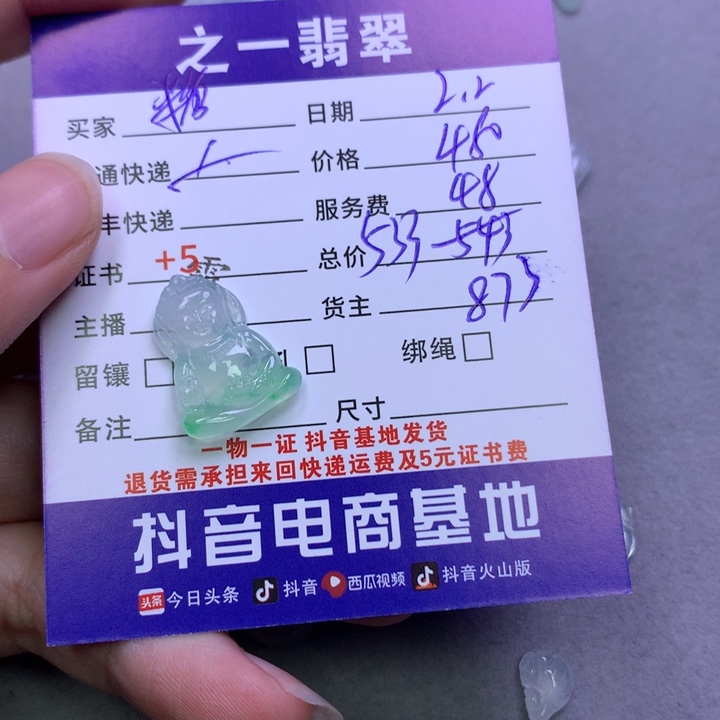 之一翡翠
买家 糖 日期 2.2
通快递 价格 450
丰快递 服务费 48
证书 +5 总价 533-545
主播 货主 873
留镶 孔 绑绳
备注 尺寸
一物一证 抖音基地发货
退货需承担来回快递运费及5元证书费
抖音电商基地
头条 今日头条 抖音 西瓜视频 抖音火山版